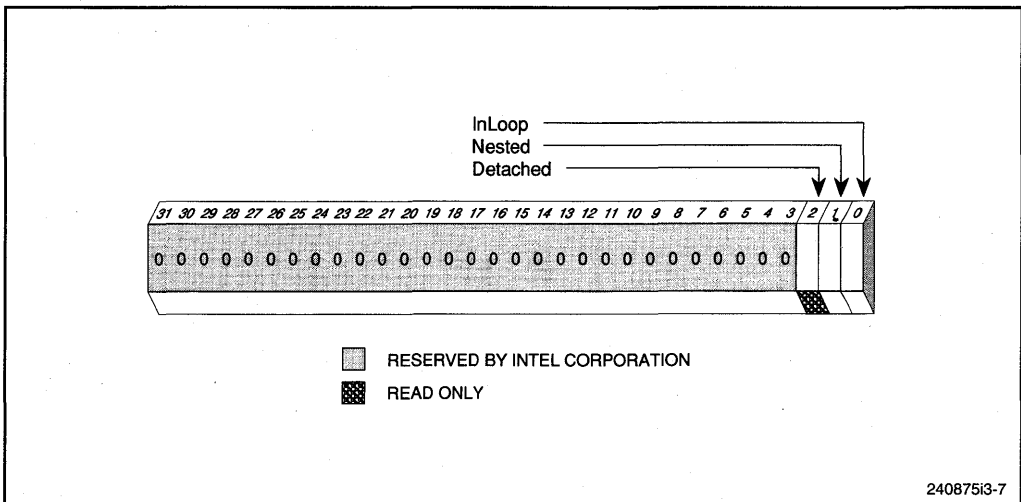 InLoop
Nested
Detached
31 30 29 28 27 26 25 24 23 22 21 20 19 18 17 16 15 14 13 12 11 10 9 8 7 6 5 4 3 2 1 0
0 0 0 0 0 0 0 0 0 0 0 0 0 0 0 0 0 0 0 0 0 0 0 0 0 0 0 0 0
RESERVED BY INTEL CORPORATION
READ ONLY
240875i3-7